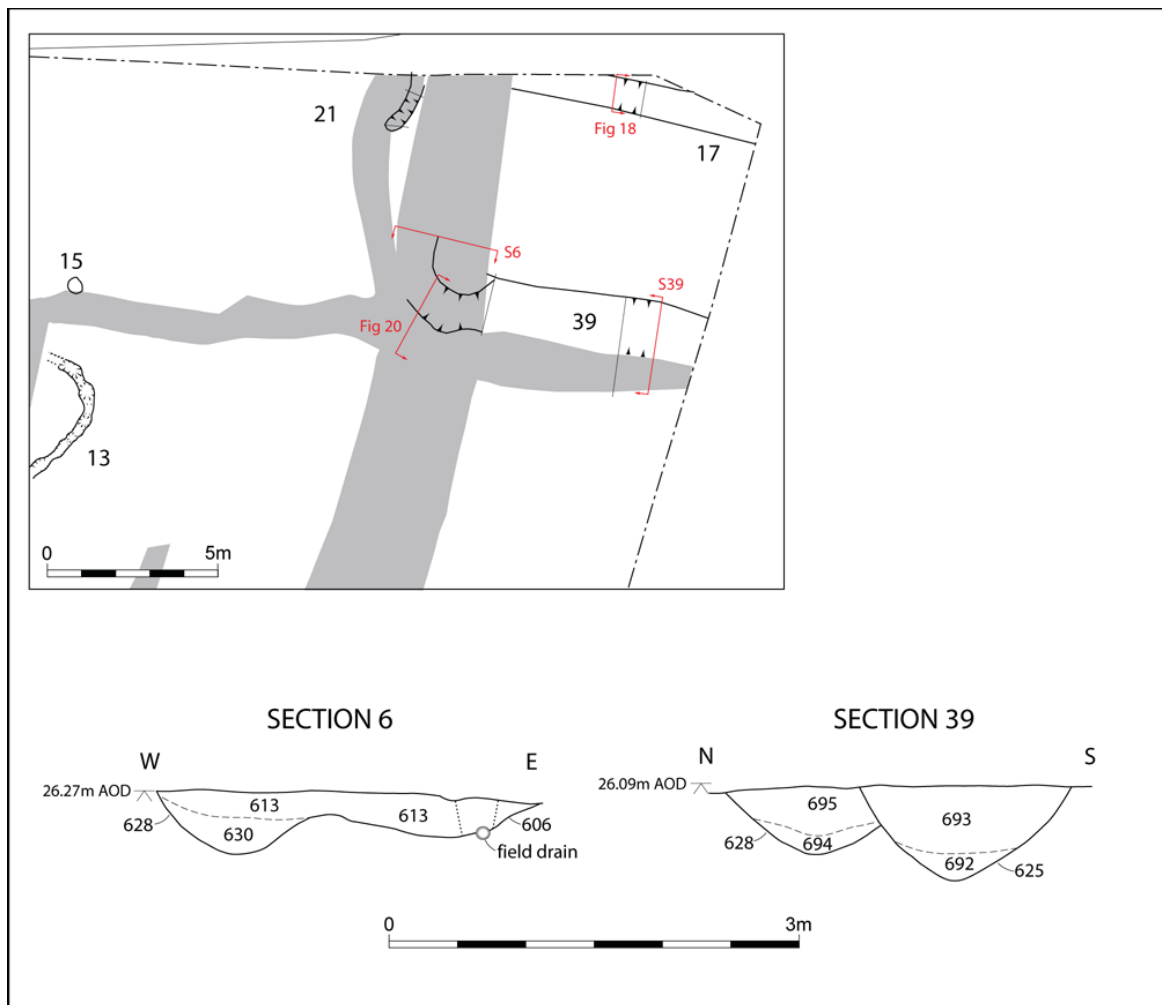 21
Fig 18
17
15
S6
S39
39
Fig 20
13
0 5m
SECTION 6
W E
26.27m AOD
613
613
628
630
606
field drain
SECTION 39
N S
26.09m AOD
695
693
628
694
692
625
0 3m